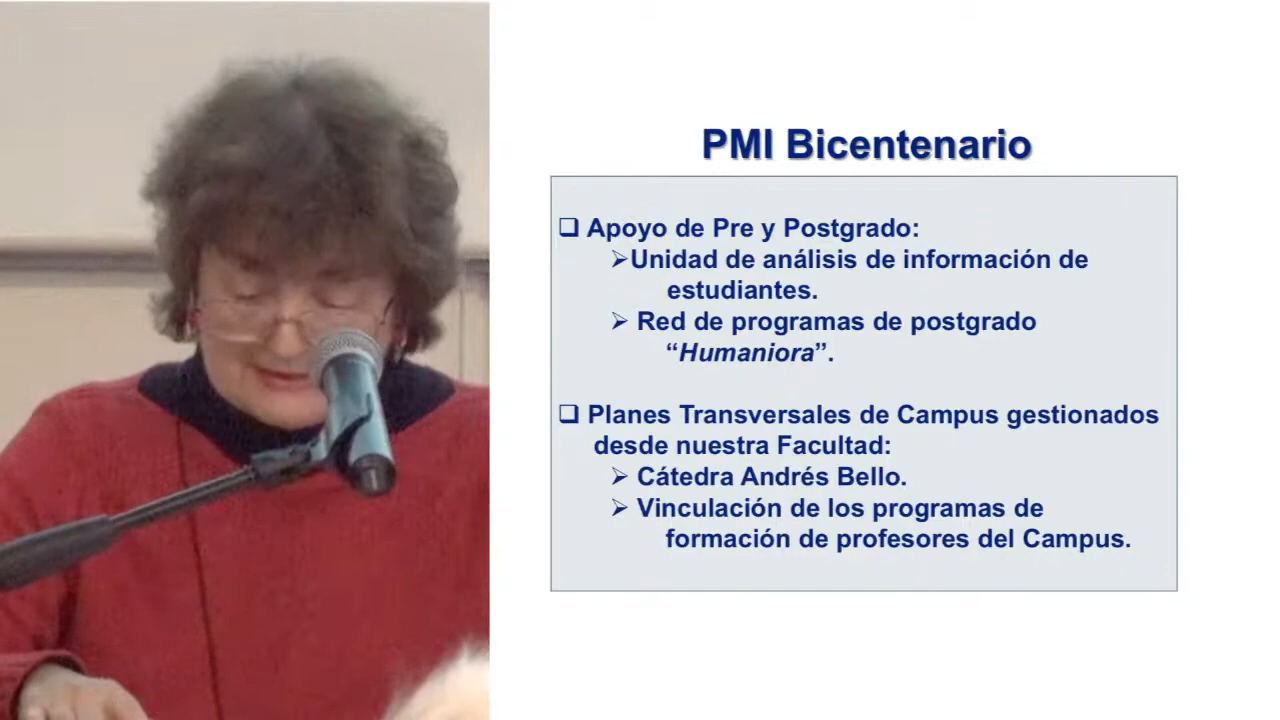 PMI Bicentenario
❑ Apoyo de Pre y Postgrado:
➢Unidad de análisis de información de
estudiantes.
➢ Red de programas de postgrado
“Humaniora”.
❑ Planes Transversales de Campus gestionados
desde nuestra Facultad:
➢ Cátedra Andrés Bello.
➢ Vinculación de los programas de
formación de profesores del Campus.